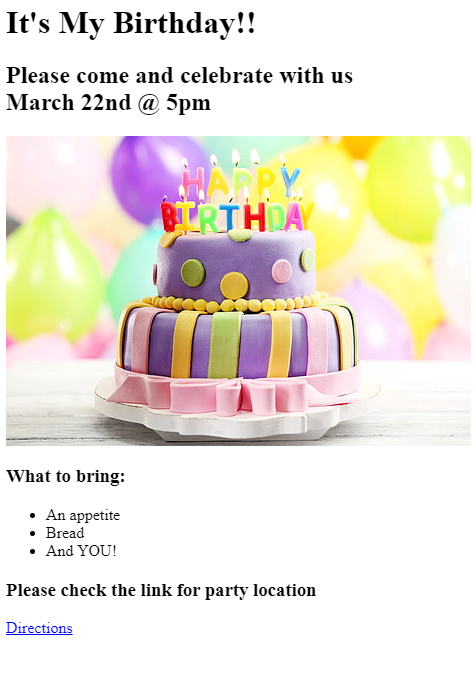 It's My Birthday!!
Please come and celebrate with us
March 22nd @ 5pm
HAPPY
BIRTHDAY
What to bring:
An appetite
Bread
And YOU!
Please check the link for party location
Directions